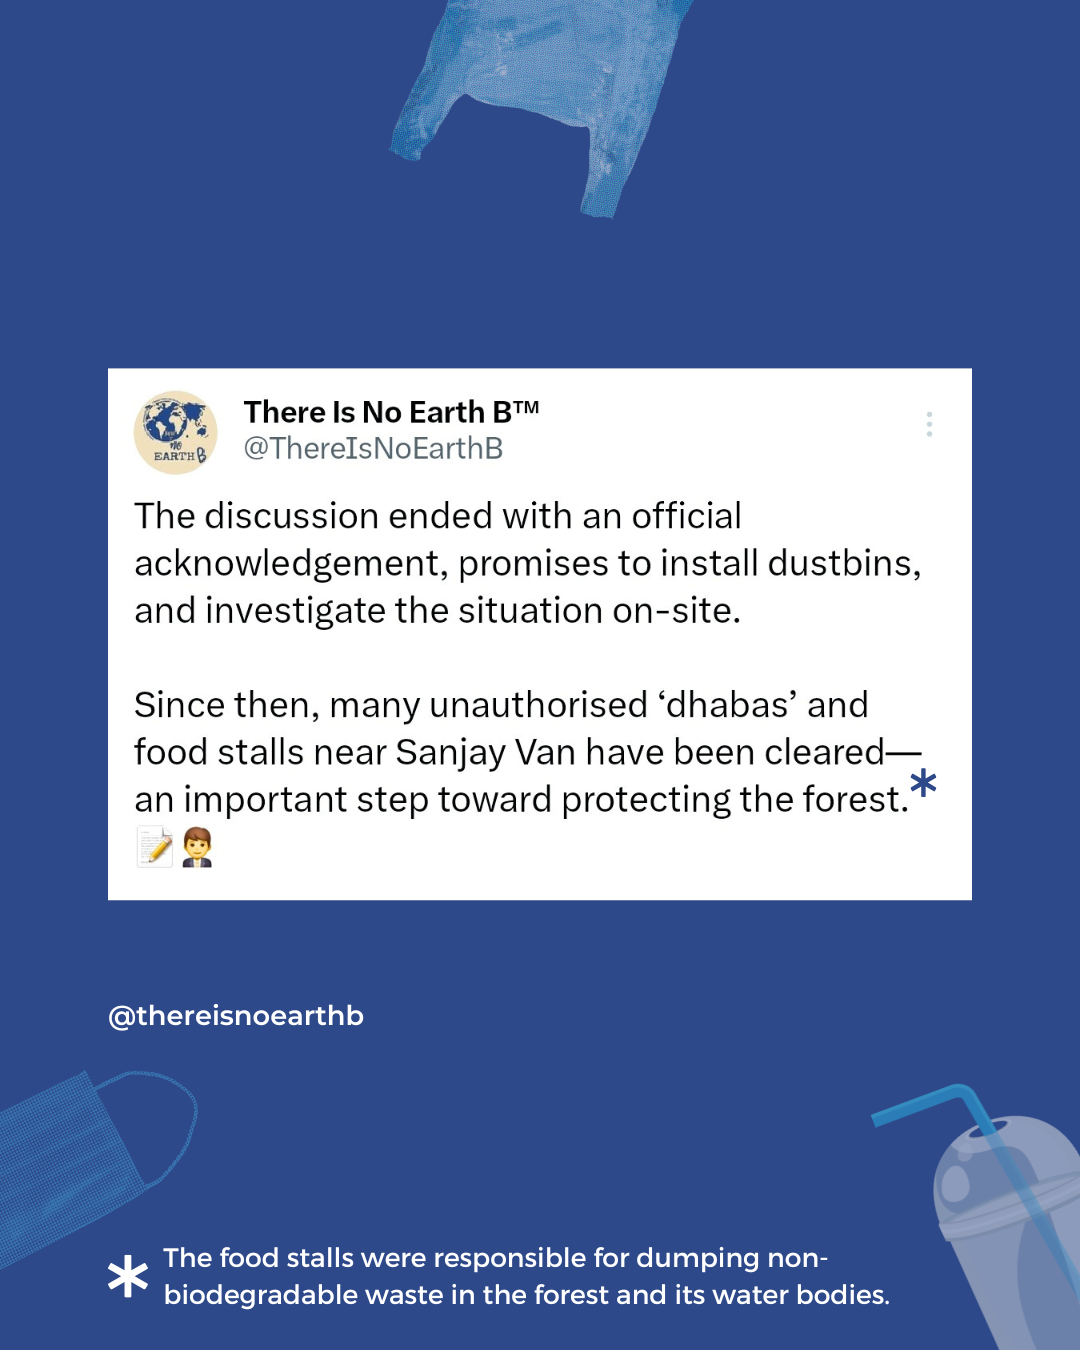 NO
EARTH B
There Is No Earth B™
@ThereIsNoEarthB
The discussion ended with an official
acknowledgement, promises to install dustbins,
and investigate the situation on-site.
Since then, many unauthorised ‘dhabas’ and
food stalls near Sanjay Van have been cleared—
an important step toward protecting the forest.*
@thereisnoearthb
* The food stalls were responsible for dumping non-
biodegradable waste in the forest and its water bodies.